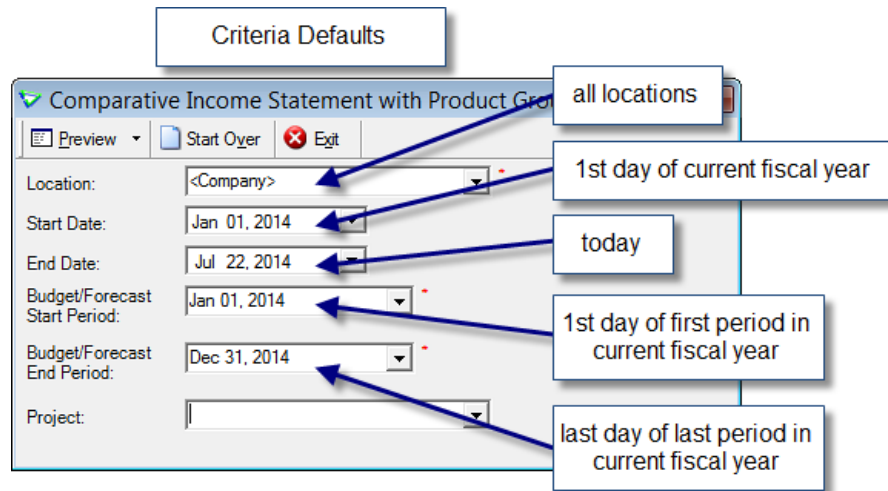 Criteria Defaults
Comparative Income Statement with Product Gro
all locations
Preview
Start Over
Exit
Location:
<Company>
*
1st day of current fiscal year
Start Date:
Jan 01, 2014
today
End Date:
Jul 22, 2014
Budget/Forecast
Start Period:
Jan 01, 2014
*
1st day of first period in
current fiscal year
Budget/Forecast
End Period:
Dec 31, 2014
*
Project:
last day of last period in
current fiscal year